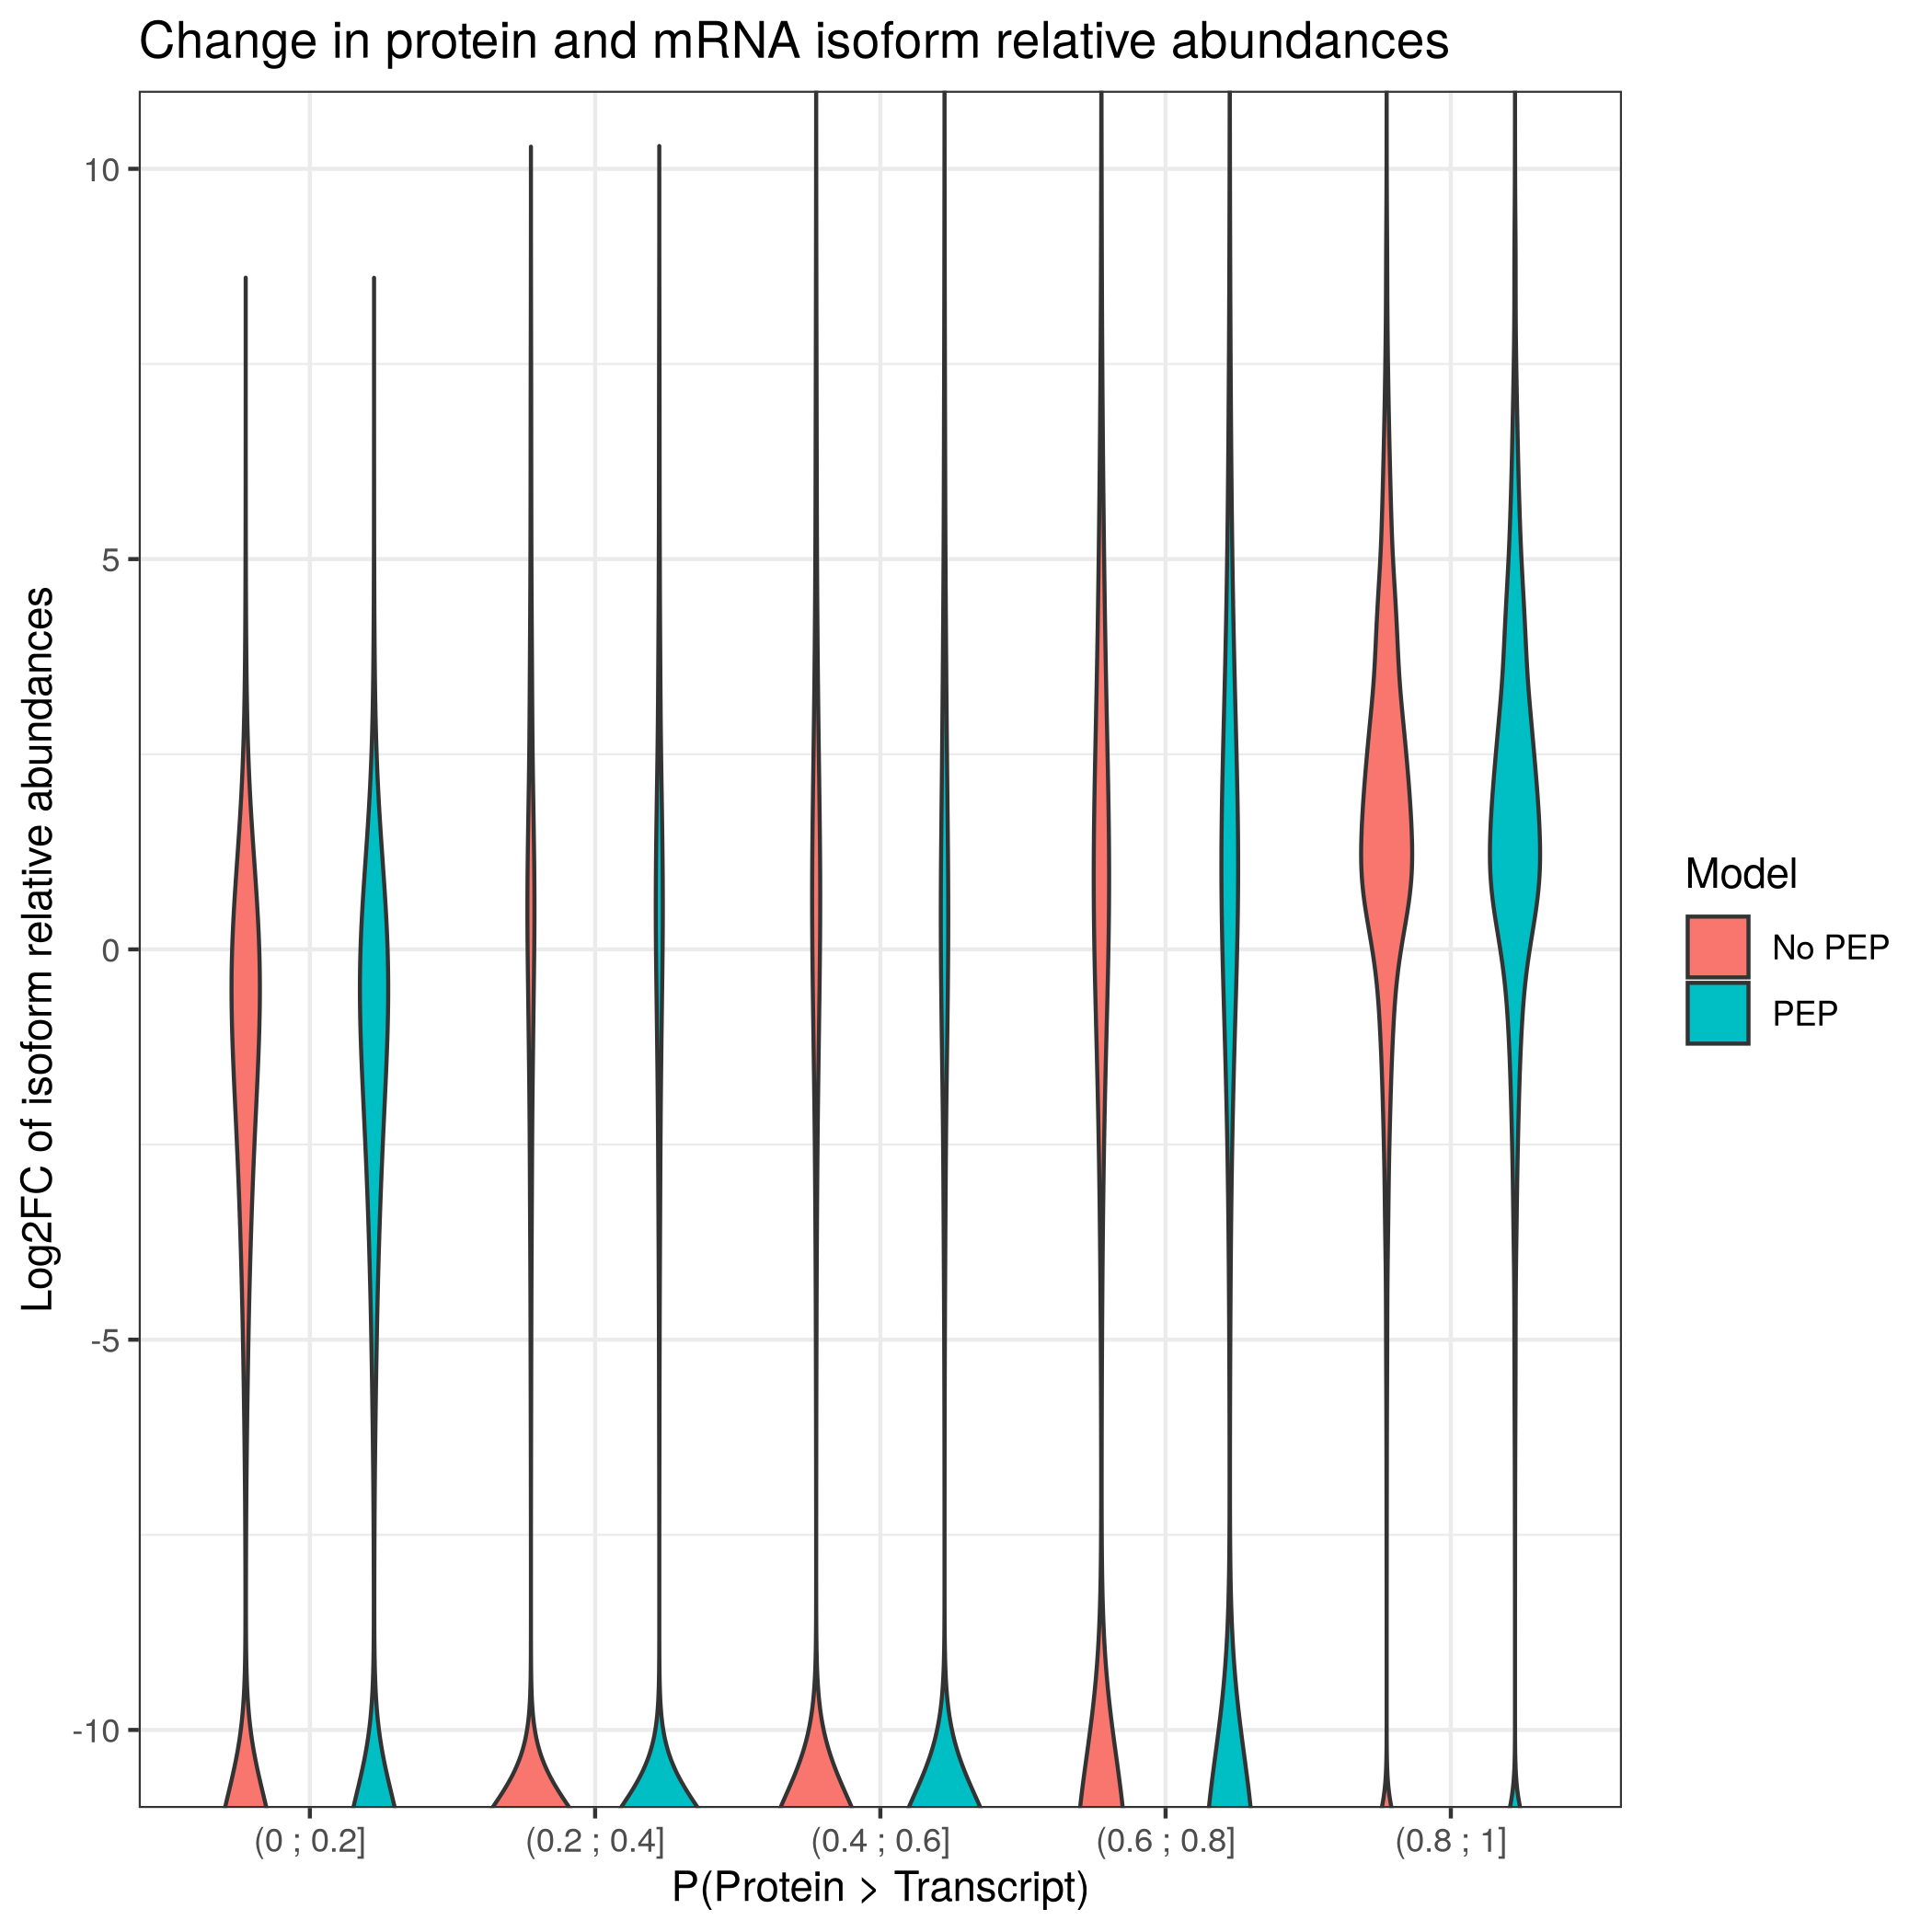 Change in protein and mRNA isoform relative abundances
Log2FC of isoform relative abundances
10
5
0
-5
-10
(0 ; 0.2]
(0.2 ; 0.4]
(0.4 ; 0.6]
(0.6 ; 0.8]
(0.8 ; 1]
P(Protein > Transcript)
Model
No PEP
PEP